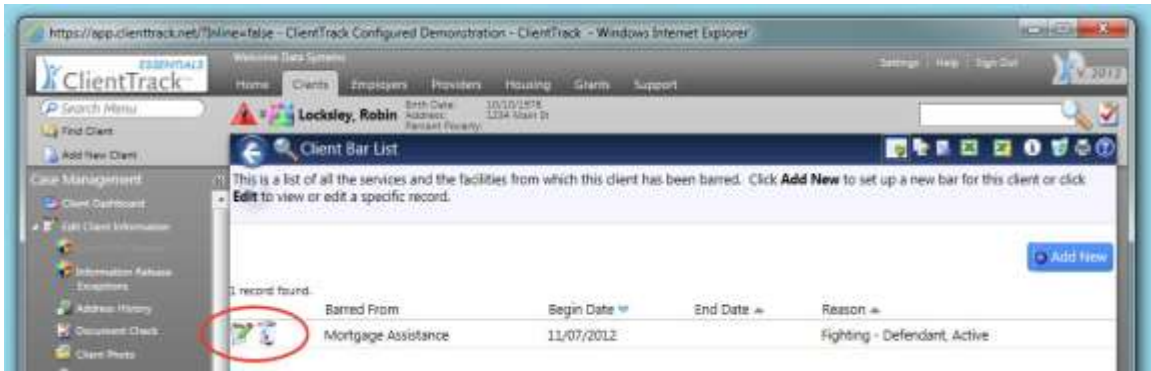 https://app.clienttrack.net/?Inline=false - ClientTrack Configured Demonstration - ClientTrack - Windows Internet Explorer
ESSENTIALS
ClientTrack
Welcome Data Systems
Settings | Help | Sign Out
V. 2012
Home Clients Employers Providers Housing Grants Support
Search Menu
Find Client
Add New Client
Locksley, Robin
Birth Date: 10/10/1978
Address: 1234 Main St
Percent Poverty:
Client Bar List
Case Management
Client Dashboard
Edit Client Information
Information Release
Exceptions
Address History
Document Check
Client Photo
This is a list of all the services and the facilities from which this client has been barred. Click Add New to set up a new bar for this client or click
Edit to view or edit a specific record.
Add New
1 record found.
Barred From Begin Date End Date Reason
Mortgage Assistance 11/07/2012 Fighting - Defendant, Active